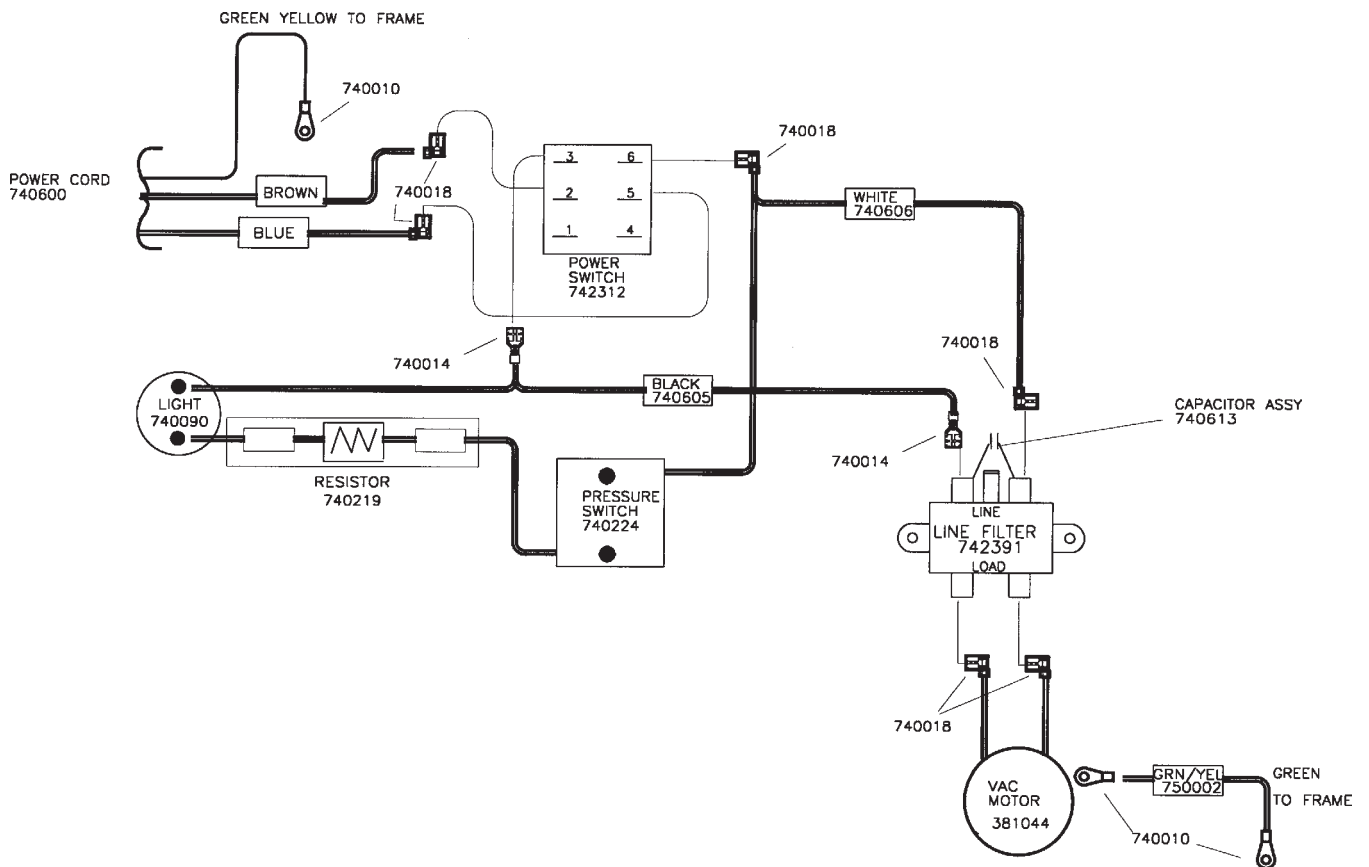 GREEN YELLOW TO FRAME
740010
740018
POWER CORD
740600
BROWN
740018
BLUE
3 6
2 5
1 4
POWER
SWITCH
742312
WHITE
740606
740014
740018
BLACK
740605
LIGHT
740090
CAPACITOR ASSY
740613
740014
RESISTOR
740219
PRESSURE
SWITCH
740224
LINE
LINE FILTER
742391
LOAD
740018
VAC
MOTOR
381044
GRN/YEL
750002
GREEN
TO FRAME
740010